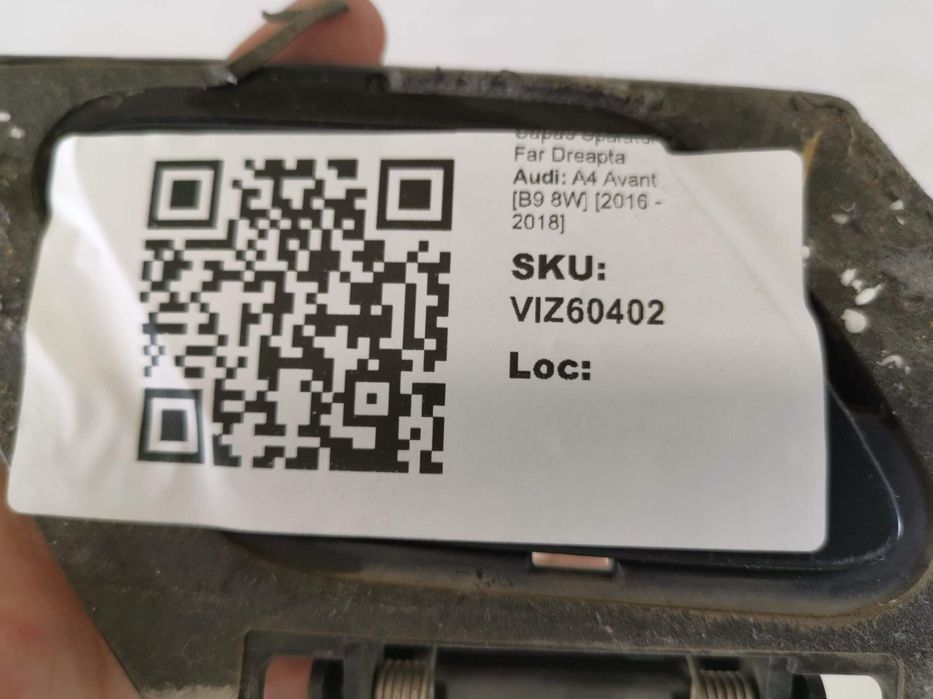 Far Dreapta
Audi: A4 Avant
[B9 8W] [2016 -
2018]
SKU:
VIZ60402
Loc: